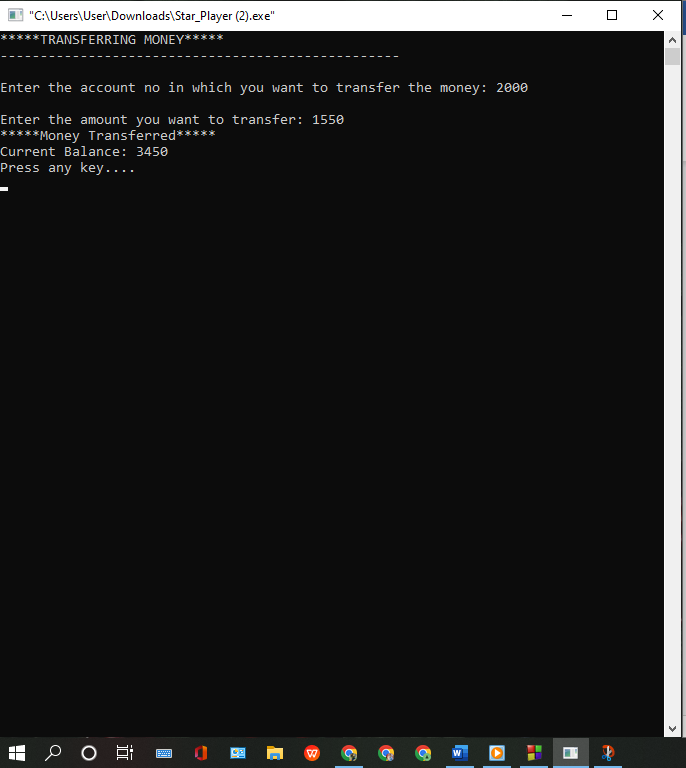 "C:\Users\User\Downloads\Star_Player (2).exe"
*****TRANSFERRING MONEY*****
--------------------------------------------------
Enter the account no in which you want to transfer the money: 2000
Enter the amount you want to transfer: 1550
*****Money Transferred*****
Current Balance: 3450
Press any key....